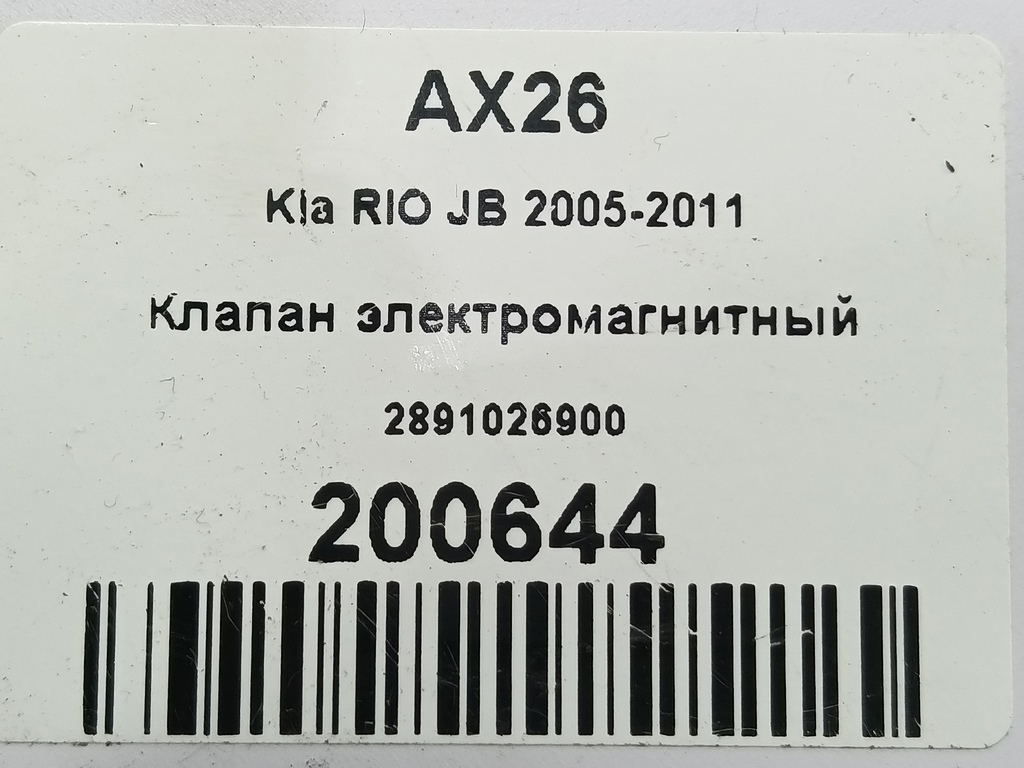 AX26
Kia RIO JB 2005-2011
Клапан электромагнитный
2891026900
200644